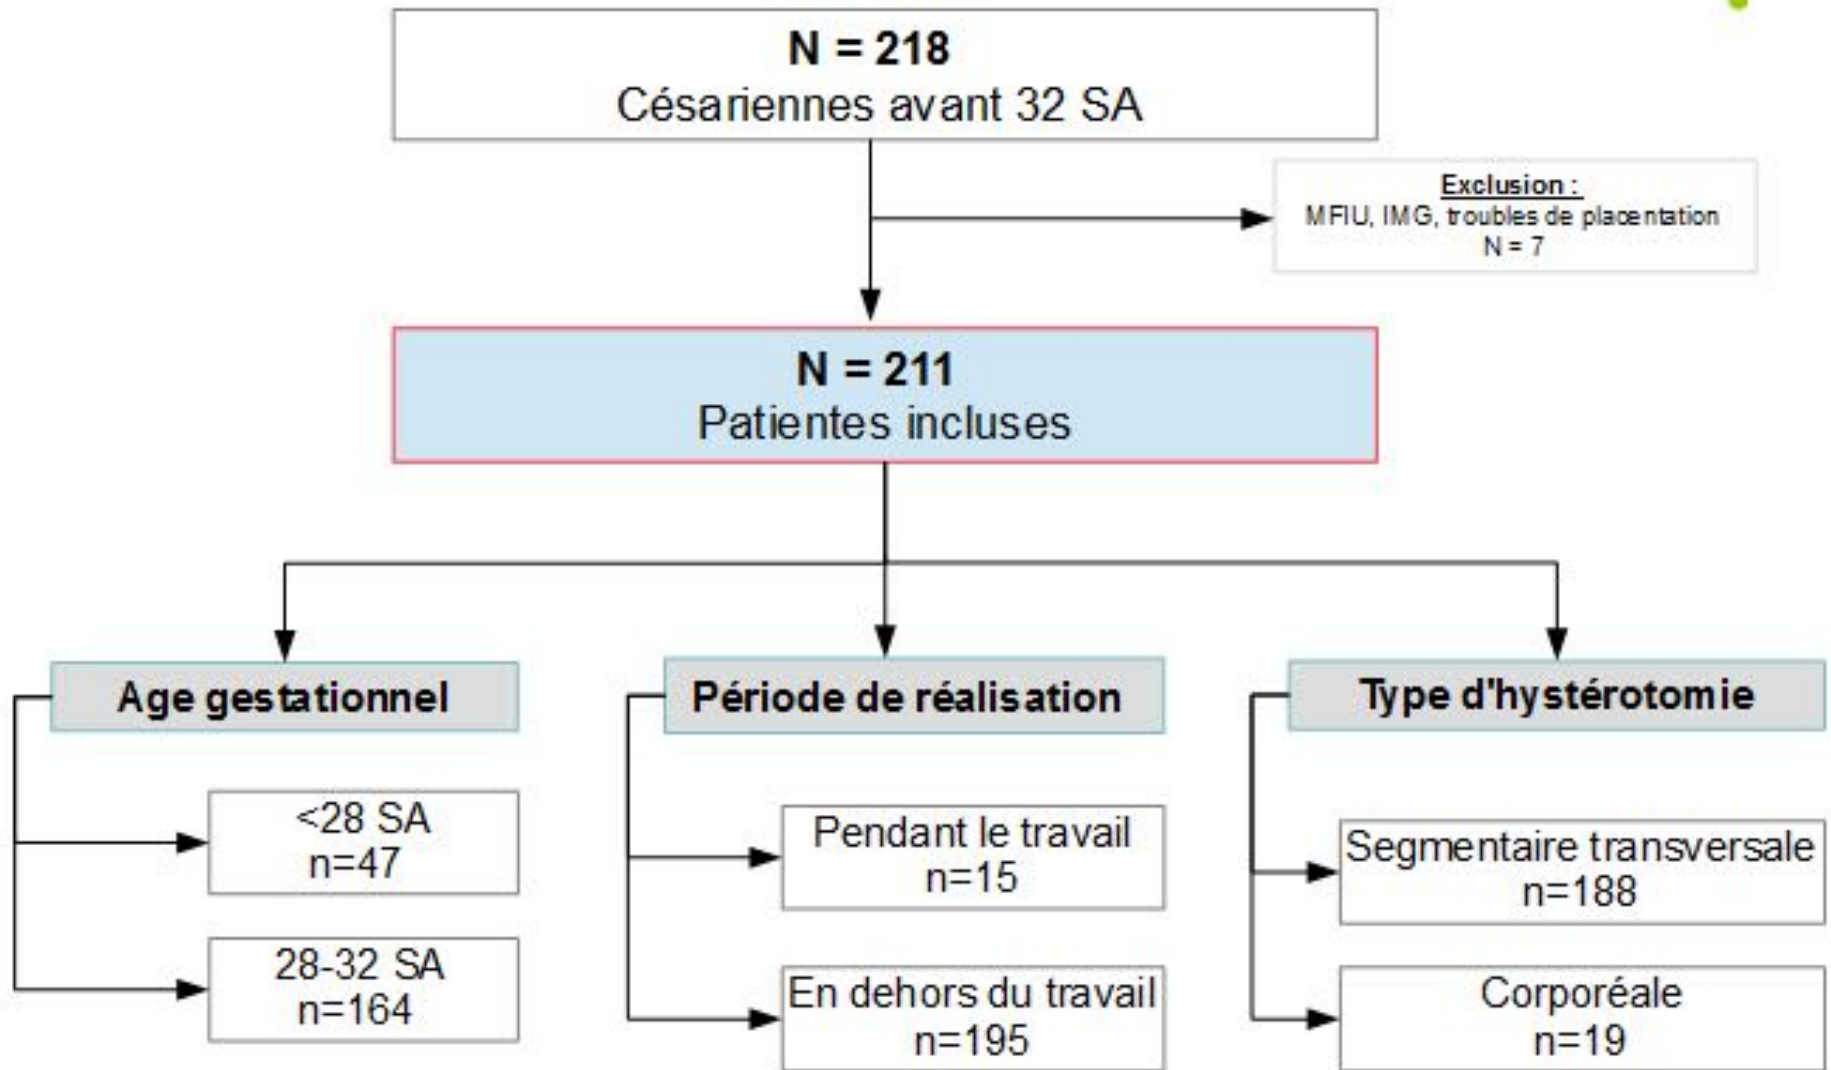 N = 218
Césariennes avant 32 SA
Exclusion :
MFIU, IMG, troubles de placentation
N = 7
N = 211
Patientes incluses
Age gestationnel
<28 SA
n=47
28-32 SA
n=164
Période de réalisation
Pendant le travail
n=15
En dehors du travail
n=195
Type d'hystérotomie
Segmentaire transversale
n=188
Corporéale
n=19